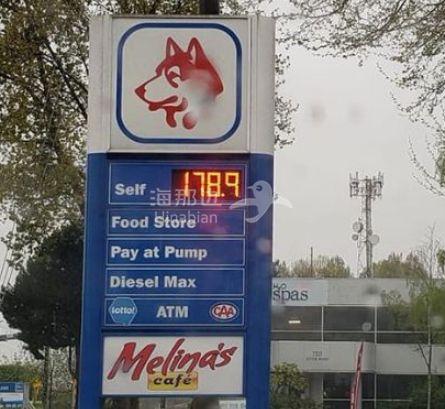 Self 178.9
海那边
Hinabian
Food Store
Pay at Pump
Diesel Max
lotto!
ATM
CAA
Melina's
café
spas